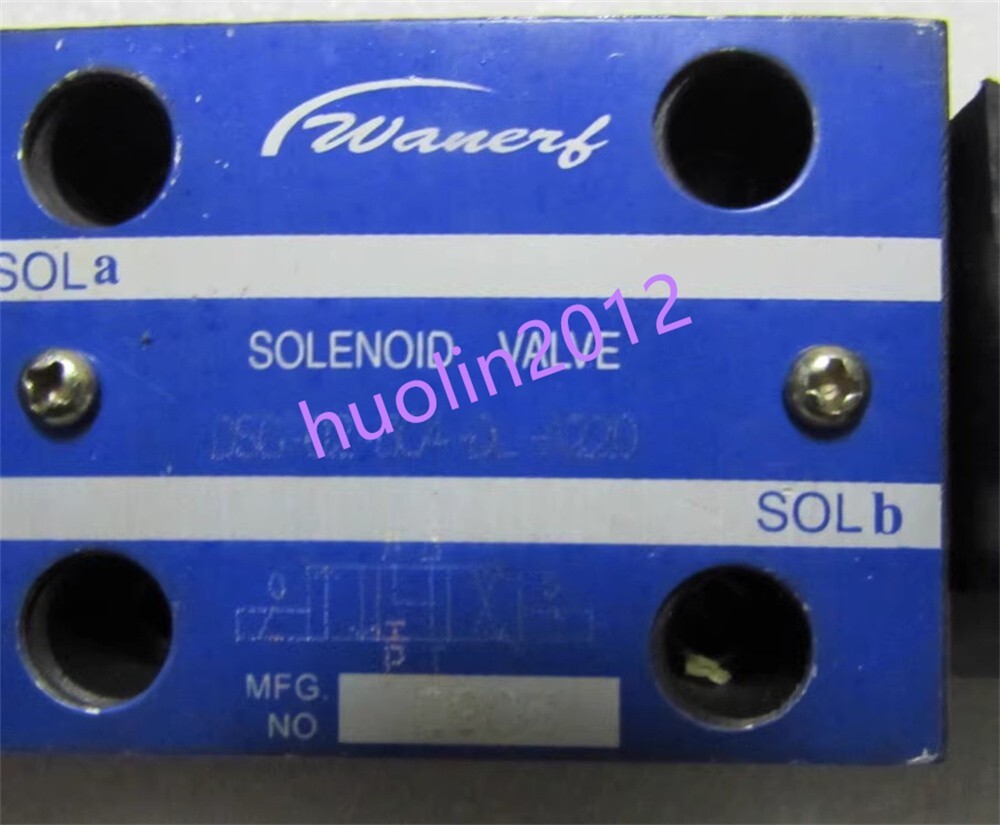 Wanerf
SOL a
SOLENOID VALVE
huolin2012
SOL b
MFG.
NO